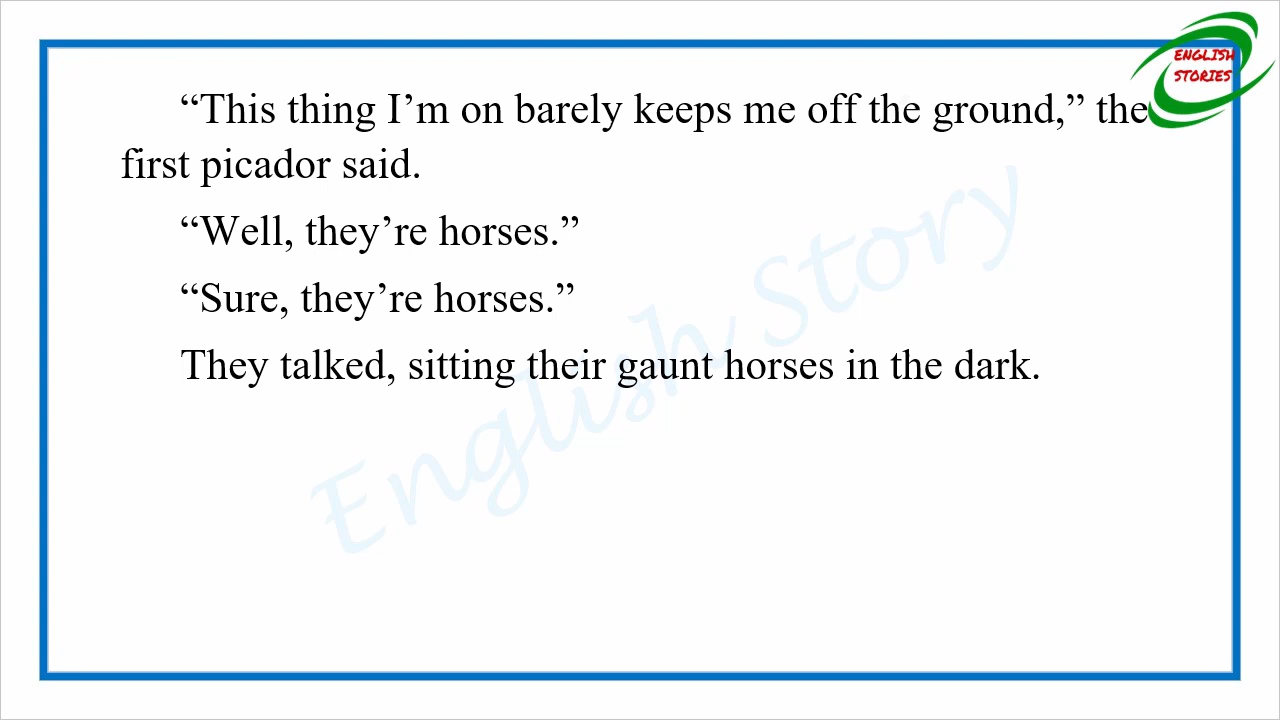 ENGLISH
STORIES
“This thing I’m on barely keeps me off the ground,” the
first picador said.
“Well, they’re horses.”
“Sure, they’re horses.”
They talked, sitting their gaunt horses in the dark.
English Story